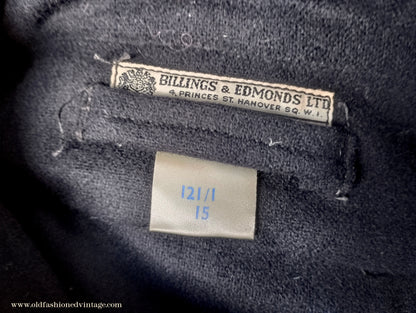 BILLINGS & EDMONDS LTD
4, PRINCES ST. HANOVER SQ. W.1.
121/1
15
www.oldfashionedvintage.com